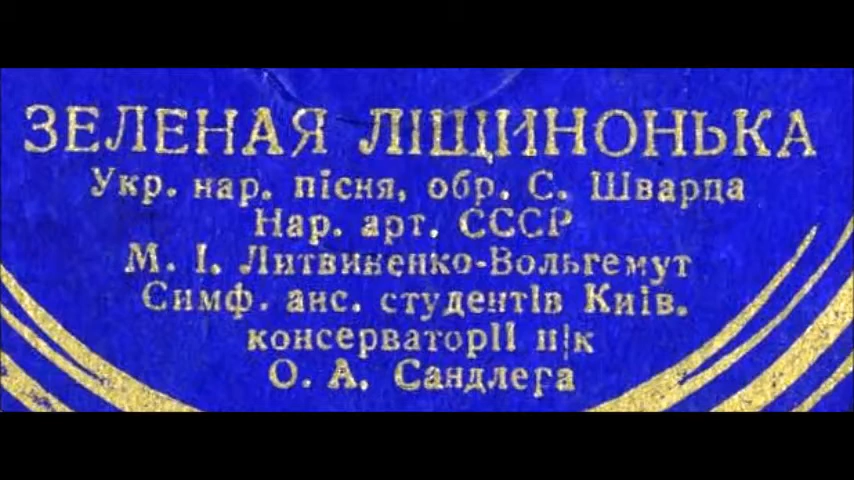 ЗЕЛЕНАЯ ЛІЩИНОНЬКА
Укр. нар. пісня, обр. С. Шварца
Нар. арт. СССР
М. І. Литвиненко-Вольгемут
Симф. анс. студентів Київ.
консерваторІІ п|к
О. А. Сандлера